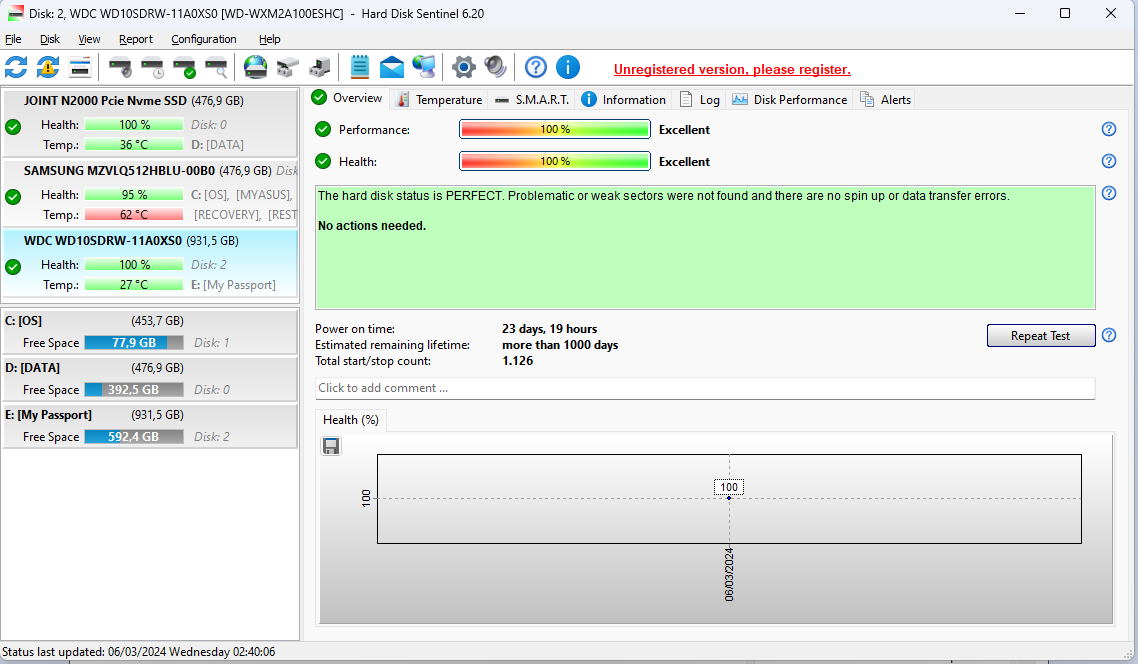 Disk: 2, WDC WD10SDRW-11A0XS0 [WD-WXM2A100ESHC] - Hard Disk Sentinel 6.20
File Disk View Report Configuration Help
Unregistered version, please register.
JOINT N2000 Pcie Nvme SSD (476,9 GB)
Health: 100 % Disk: 0
Temp.: 36 °C D: [DATA]
SAMSUNG MZVLQ512HBLU-00B0 (476,9 GB) Disk
Health: 95 % C: [OS], [MYASUS],
Temp.: 62 °C [RECOVERY], [REST
WDC WD10SDRW-11A0XS0 (931,5 GB)
Health: 100 % Disk: 2
Temp.: 27 °C E: [My Passport]
C: [OS] (453,7 GB)
Free Space 77,9 GB Disk: 1
D: [DATA] (476,9 GB)
Free Space 392,5 GB Disk: 0
E: [My Passport] (931,5 GB)
Free Space 592,4 GB Disk: 2
Overview Temperature S.M.A.R.T. Information Log Disk Performance Alerts
Performance: 100 % Excellent
Health: 100 % Excellent
The hard disk status is PERFECT. Problematic or weak sectors were not found and there are no spin up or data transfer errors.
No actions needed.
Power on time: 23 days, 19 hours
Estimated remaining lifetime: more than 1000 days
Total start/stop count: 1.126
Repeat Test
Click to add comment ...
Health (%)
100
100
06/03/2024
Status last updated: 06/03/2024 Wednesday 02:40:06